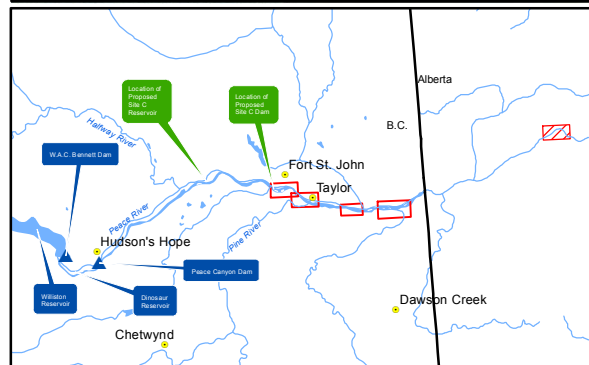 Location of
Proposed
Site C
Reservoir
Location of
Proposed
Site C Dam
Alberta
B.C.
Halfway River
W.A.C. Bennett Dam
Fort St. John
Taylor
Peace River
Pine River
Hudson's Hope
Peace Canyon Dam
Williston
Reservoir
Dinosaur
Reservoir
Dawson Creek
Chetwynd